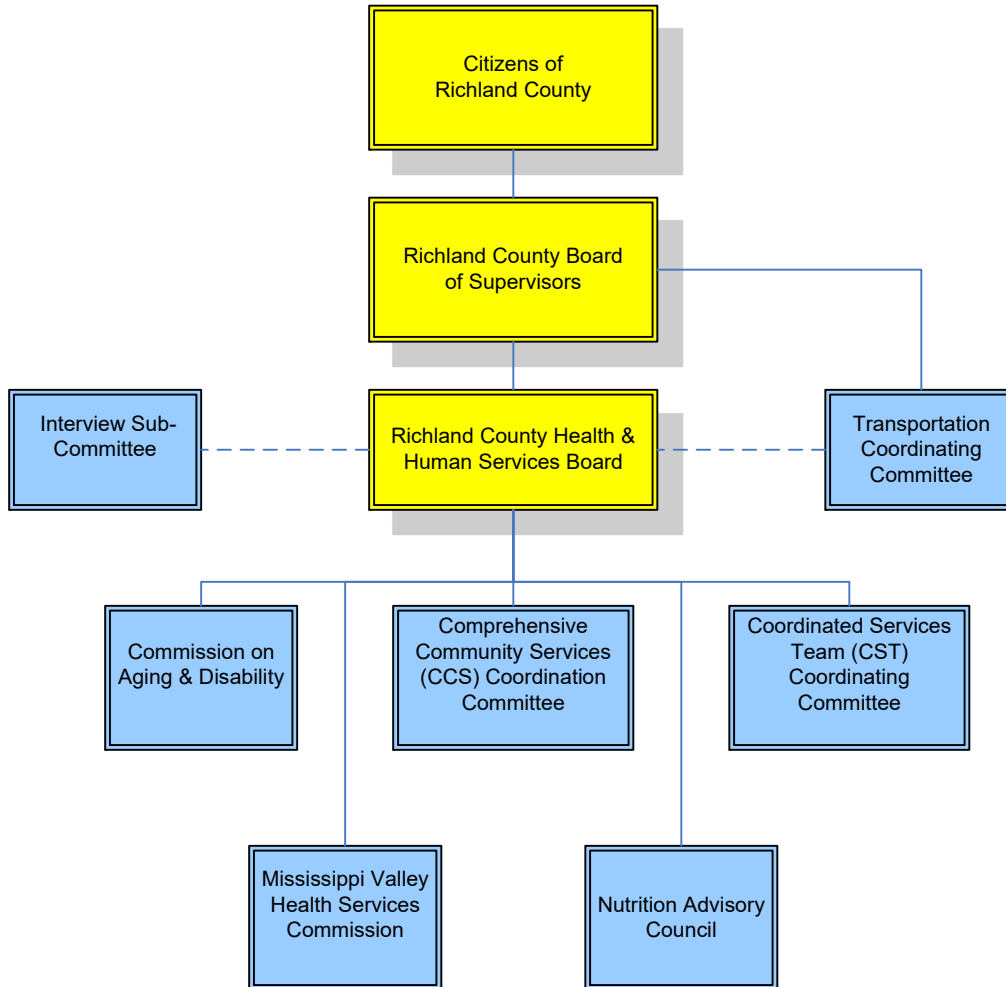 Citizens of
Richland County
Richland County Board
of Supervisors
Interview Sub-
Committee
Richland County Health &
Human Services Board
Transportation
Coordinating
Committee
Commission on
Aging & Disability
Comprehensive
Community Services
(CCS) Coordination
Committee
Coordinated Services
Team (CST)
Coordinating
Committee
Mississippi Valley
Health Services
Commission
Nutrition Advisory
Council